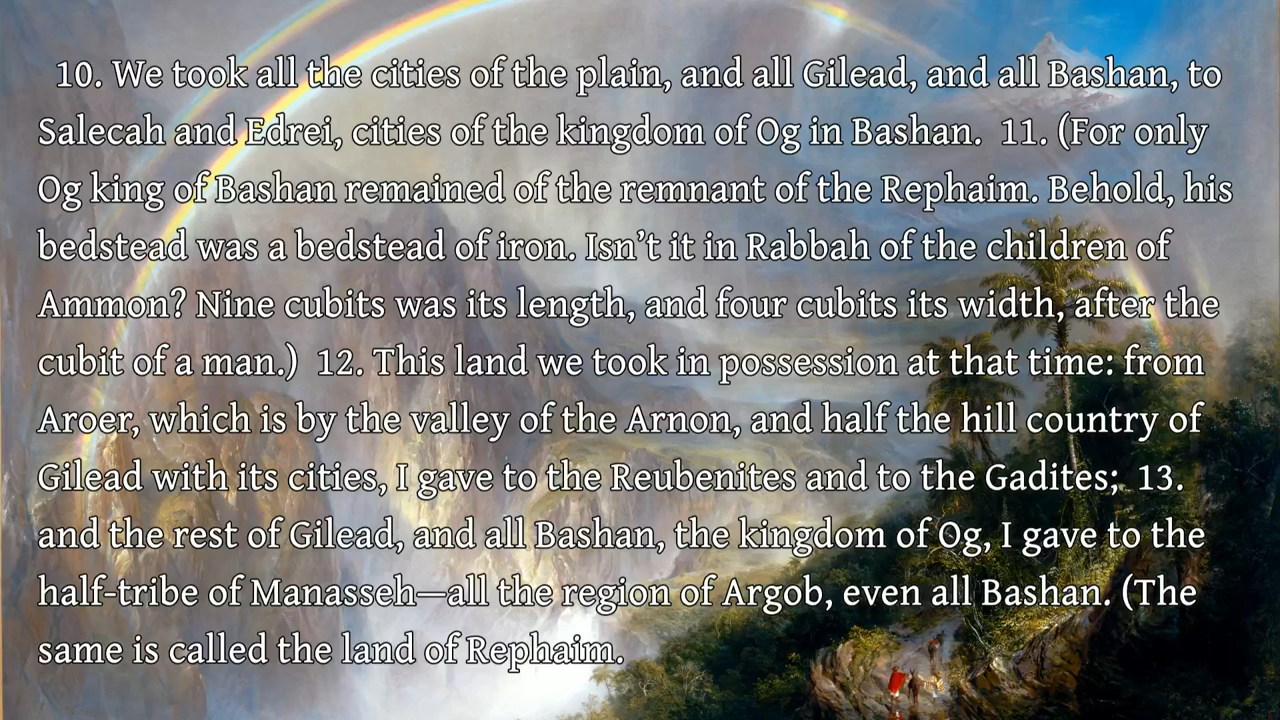 10. We took all the cities of the plain, and all Gilead, and all Bashan, to
Salecah and Edrei, cities of the kingdom of Og in Bashan.  11. (For only
Og king of Bashan remained of the remnant of the Rephaim. Behold, his
bedstead was a bedstead of iron. Isn’t it in Rabbah of the children of
Ammon? Nine cubits was its length, and four cubits its width, after the
cubit of a man.)  12. This land we took in possession at that time: from
Aroer, which is by the valley of the Arnon, and half the hill country of
Gilead with its cities, I gave to the Reubenites and to the Gadites;  13.
and the rest of Gilead, and all Bashan, the kingdom of Og, I gave to the
half-tribe of Manasseh—all the region of Argob, even all Bashan. (The
same is called the land of Rephaim.